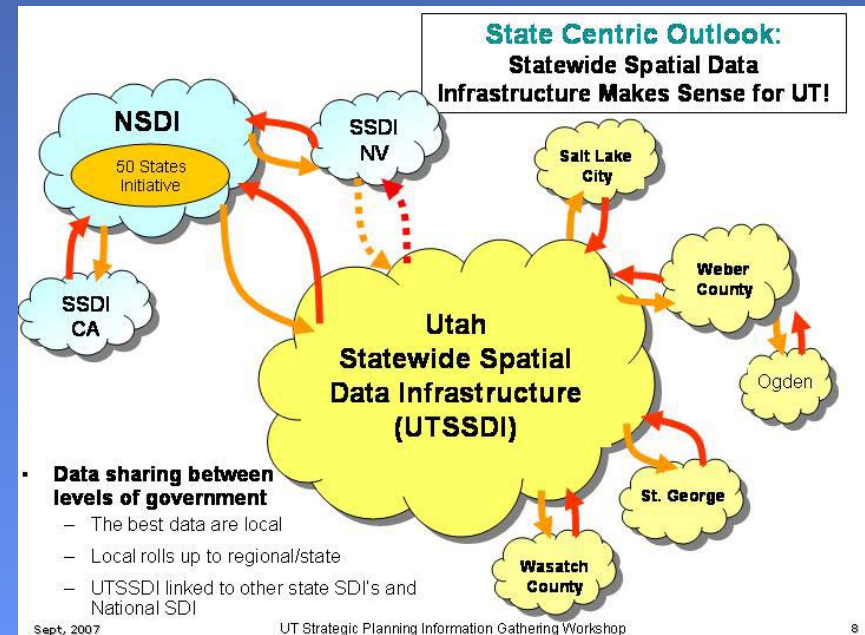 State Centric Outlook:
Statewide Spatial Data
Infrastructure Makes Sense for UT!
NSDI
50 States
Initiative
SSDI
NV
SSDI
CA
Salt Lake
City
Weber
County
Ogden
Utah
Statewide Spatial
Data Infrastructure
(UTSSDI)
St. George
Wasatch
County
▪ Data sharing between
levels of government
– The best data are local
– Local rolls up to regional/state
– UTSSDI linked to other state SDI's and
National SDI
Sept, 2007
UT Strategic Planning Information Gathering Workshop
8